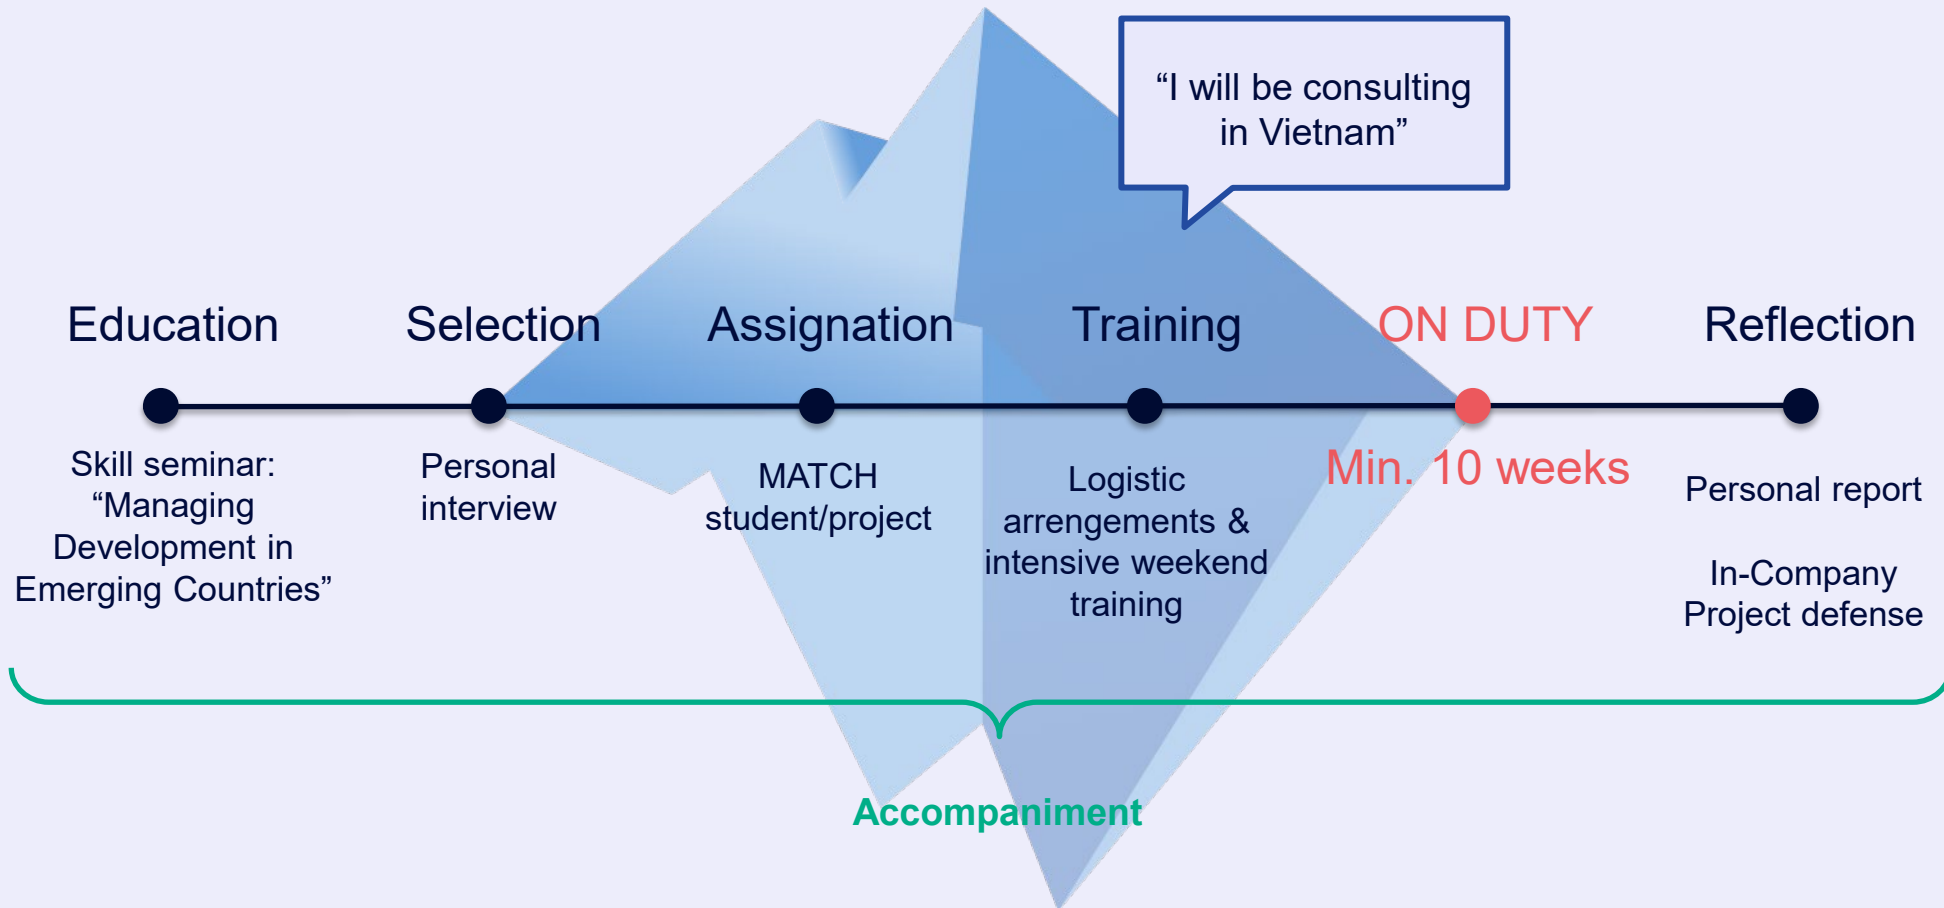 “I will be consulting
in Vietnam”
Education
Selection
Assignation
Training
ON DUTY
Reflection
Skill seminar:
“Managing
Development in
Emerging Countries”
Personal
interview
MATCH
student/project
Logistic
arrengements &
intensive weekend
training
Min. 10 weeks
Personal report
In-Company
Project defense
Accompaniment